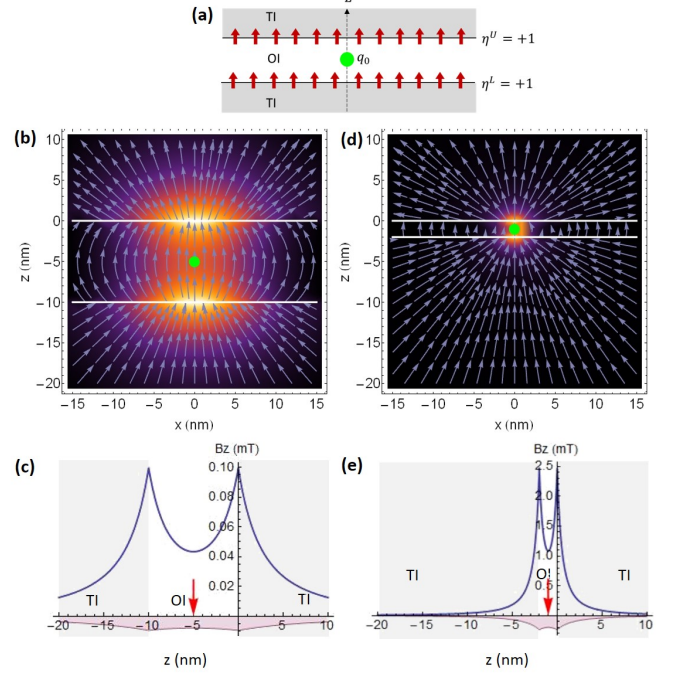 (a)
z
TI
η^U = +1
OI
q₀
η^L = +1
TI
(b)
10
5
0
−5
−10
−15
−20
z (nm)
−15 −10 −5 0 5 10 15
x (nm)
(d)
10
5
0
−5
−10
−15
−20
z (nm)
−15 −10 −5 0 5 10 15
x (nm)
(c)
Bz (mT)
0.10
0.08
0.06
0.04
0.02
TI
OI
TI
−20 −15 −10 −5 0 5 10
z (nm)
(e)
Bz (mT)
2.5
2.0
1.5
1.0
0.5
TI
OI
TI
−20 −15 −10 −5 0 5 10
z (nm)